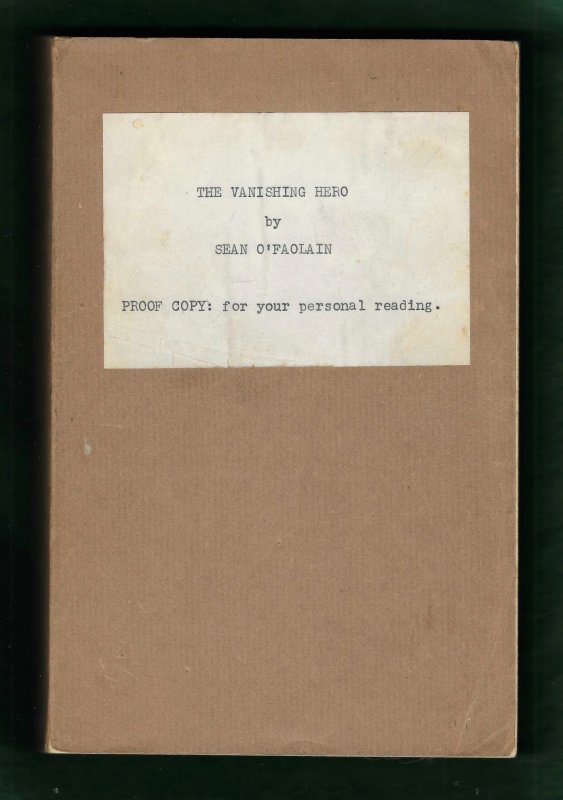 THE VANISHING HERO
by
SEAN O'FAOLAIN
PROOF COPY: for your personal reading.